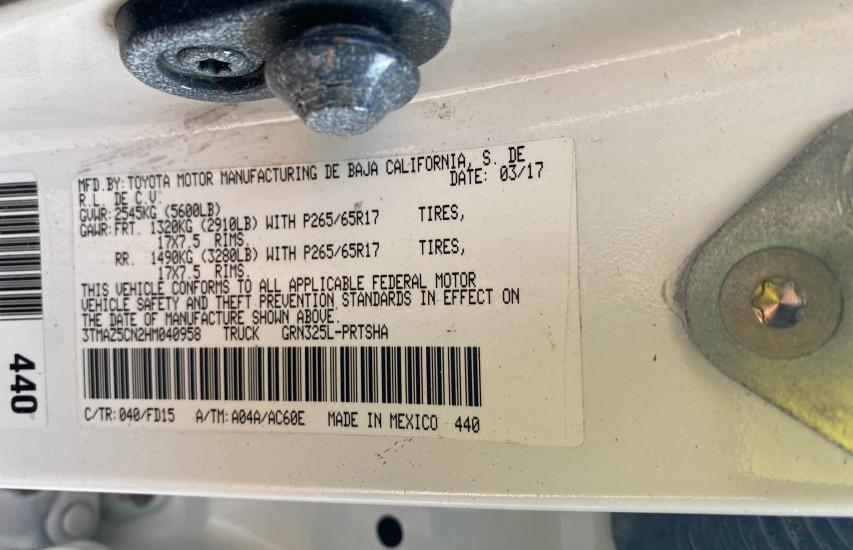 MFD.BY:TOYOTA MOTOR MANUFACTURING DE BAJA CALIFORNIA, S. DE
R.L. DE C.V. DATE: 03/17
GVWR:2545KG (5600LB)
GAWR:FRT. 1320KG (2910LB) WITH P265/65R17 TIRES,
17X7.5 RIMS.
RR. 1490KG (3280LB) WITH P265/65R17 TIRES,
17X7.5 RIMS.
THIS VEHICLE CONFORMS TO ALL APPLICABLE FEDERAL MOTOR
VEHICLE SAFETY AND THEFT PREVENTION STANDARDS IN EFFECT ON
THE DATE OF MANUFACTURE SHOWN ABOVE.
3TMAZ5CN2HM040958 TRUCK GRN325L-PRTSHA
C/TR:040/FD15 A/TM:A04A/AC60E MADE IN MEXICO 440
440